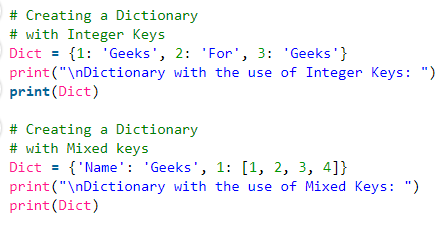 # Creating a Dictionary
# with Integer Keys
Dict = {1: 'Geeks', 2: 'For', 3: 'Geeks'}
print("\nDictionary with the use of Integer Keys: ")
print(Dict)

# Creating a Dictionary
# with Mixed keys
Dict = {'Name': 'Geeks', 1: [1, 2, 3, 4]}
print("\nDictionary with the use of Mixed Keys: ")
print(Dict)